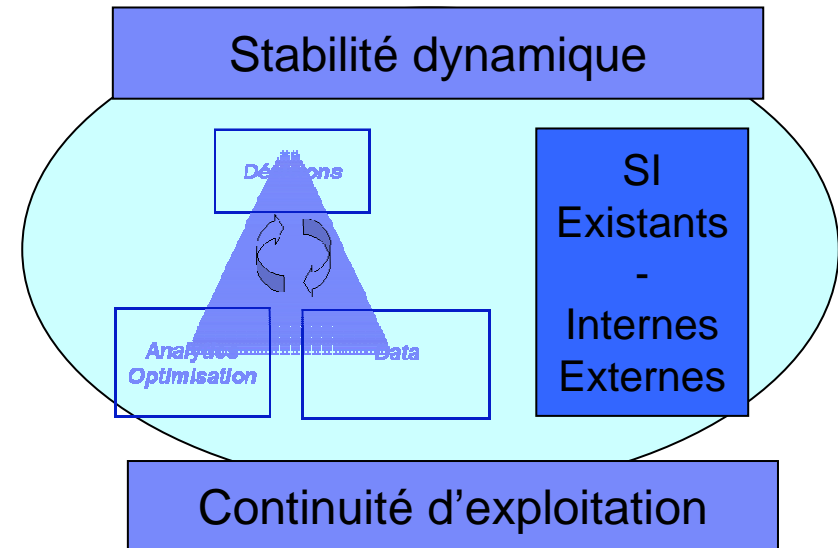 Stabilité dynamique
SI
Existants
-
Internes
Externes
Optimisation
Data
Continuité d'exploitation